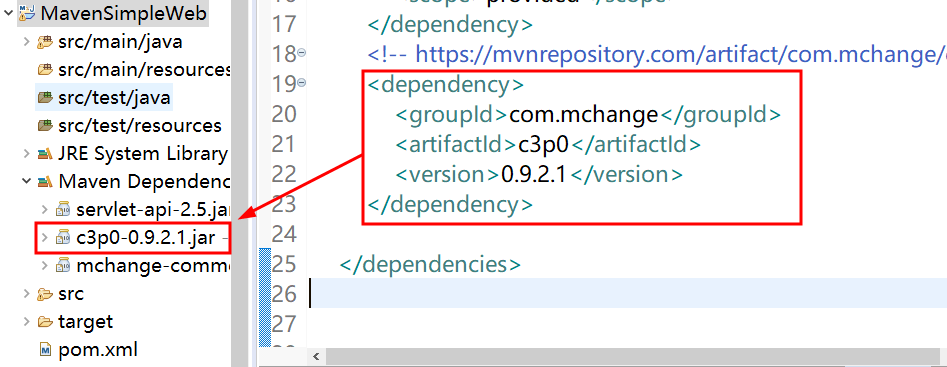 MavenSimpleWeb
src/main/java
src/main/resources
src/test/java
src/test/resources
JRE System Library
Maven Dependenc
servlet-api-2.5.ja
c3p0-0.9.2.1.jar -
mchange-comm
src
target
pom.xml
17 </dependency>
18 <!-- https://mvnrepository.com/artifact/com.mchange/
19 <dependency>
20 <groupId>com.mchange</groupId>
21 <artifactId>c3p0</artifactId>
22 <version>0.9.2.1</version>
23 </dependency>
24
25 </dependencies>
26
27